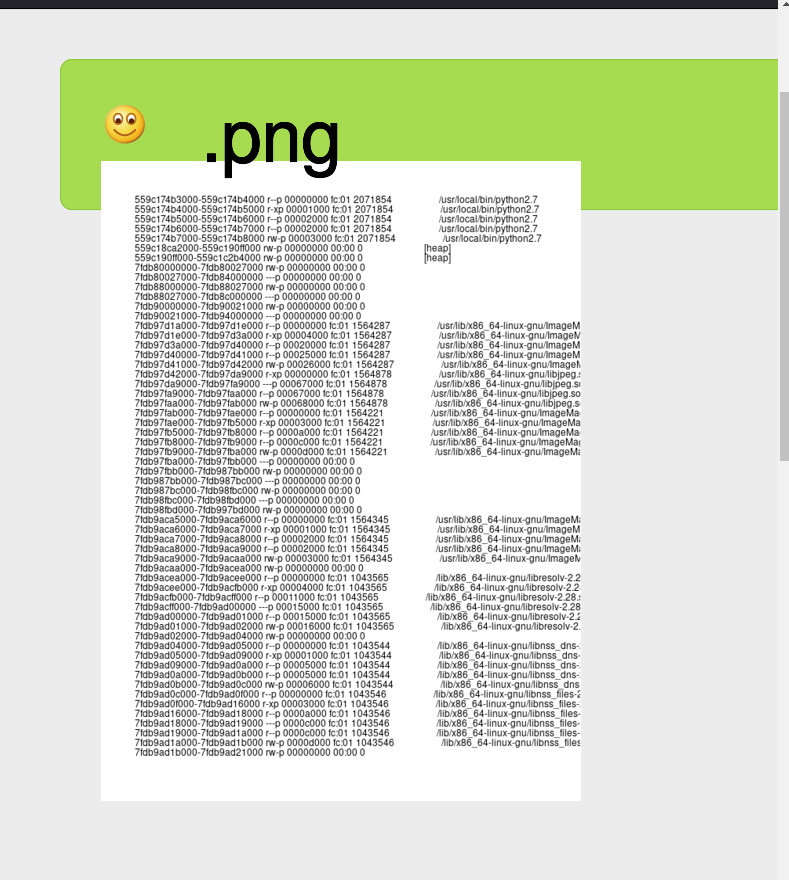 .png
559c174b3000-559c174b4000 r--p 00000000 fc:01 2071854 /usr/local/bin/python2.7
559c174b4000-559c174b5000 r-xp 00001000 fc:01 2071854 /usr/local/bin/python2.7
559c174b5000-559c174b6000 r--p 00002000 fc:01 2071854 /usr/local/bin/python2.7
559c174b6000-559c174b7000 r--p 00002000 fc:01 2071854 /usr/local/bin/python2.7
559c174b7000-559c174b8000 rw-p 00003000 fc:01 2071854 /usr/local/bin/python2.7
559c18ca2000-559c190ff000 rw-p 00000000 00:00 0 [heap]
559c190ff000-559c1c2b4000 rw-p 00000000 00:00 0 [heap]
7fdb80000000-7fdb80027000 rw-p 00000000 00:00 0
7fdb80027000-7fdb84000000 ---p 00000000 00:00 0
7fdb88000000-7fdb88027000 rw-p 00000000 00:00 0
7fdb88027000-7fdb8c000000 ---p 00000000 00:00 0
7fdb90000000-7fdb90021000 rw-p 00000000 00:00 0
7fdb90021000-7fdb94000000 ---p 00000000 00:00 0
7fdb97d1a000-7fdb97d1e000 r--p 00000000 fc:01 1564287 /usr/lib/x86_64-linux-gnu/ImageM
7fdb97d1e000-7fdb97d3a000 r-xp 00004000 fc:01 1564287 /usr/lib/x86_64-linux-gnu/ImageM
7fdb97d3a000-7fdb97d40000 r--p 00020000 fc:01 1564287 /usr/lib/x86_64-linux-gnu/ImageM
7fdb97d40000-7fdb97d41000 r--p 00025000 fc:01 1564287 /usr/lib/x86_64-linux-gnu/ImageM
7fdb97d41000-7fdb97d42000 rw-p 00026000 fc:01 1564287 /usr/lib/x86_64-linux-gnu/ImageM
7fdb97d42000-7fdb97da9000 r-xp 00000000 fc:01 1564878 /usr/lib/x86_64-linux-gnu/libjpeg.s
7fdb97da9000-7fdb97fa9000 ---p 00067000 fc:01 1564878 /usr/lib/x86_64-linux-gnu/libjpeg.so
7fdb97fa9000-7fdb97faa000 r--p 00067000 fc:01 1564878 /usr/lib/x86_64-linux-gnu/libjpeg.so
7fdb97faa000-7fdb97fab000 rw-p 00068000 fc:01 1564878 /usr/lib/x86_64-linux-gnu/libjpeg.s
7fdb97fab000-7fdb97fae000 r--p 00000000 fc:01 1564221 /usr/lib/x86_64-linux-gnu/ImageMa
7fdb97fae000-7fdb97fb5000 r-xp 00003000 fc:01 1564221 /usr/lib/x86_64-linux-gnu/ImageMa
7fdb97fb5000-7fdb97fb8000 r--p 0000a000 fc:01 1564221 /usr/lib/x86_64-linux-gnu/ImageMa
7fdb97fb8000-7fdb97fb9000 r--p 0000c000 fc:01 1564221 /usr/lib/x86_64-linux-gnu/ImageMa
7fdb97fb9000-7fdb97fba000 rw-p 0000d000 fc:01 1564221 /usr/lib/x86_64-linux-gnu/ImageMa
7fdb97fba000-7fdb97fbb000 ---p 00000000 00:00 0
7fdb97fbb000-7fdb987bb000 rw-p 00000000 00:00 0
7fdb987bb000-7fdb987bc000 ---p 00000000 00:00 0
7fdb987bc000-7fdb98fbc000 rw-p 00000000 00:00 0
7fdb98fbc000-7fdb98fbd000 ---p 00000000 00:00 0
7fdb98fbd000-7fdb997bd000 rw-p 00000000 00:00 0
7fdb9aca5000-7fdb9aca6000 r--p 00000000 fc:01 1564345 /usr/lib/x86_64-linux-gnu/ImageMa
7fdb9aca6000-7fdb9aca7000 r-xp 00001000 fc:01 1564345 /usr/lib/x86_64-linux-gnu/ImageMa
7fdb9aca7000-7fdb9aca8000 r--p 00002000 fc:01 1564345 /usr/lib/x86_64-linux-gnu/ImageMa
7fdb9aca8000-7fdb9aca9000 r--p 00002000 fc:01 1564345 /usr/lib/x86_64-linux-gnu/ImageMa
7fdb9aca9000-7fdb9acaa000 rw-p 00003000 fc:01 1564345 /usr/lib/x86_64-linux-gnu/ImageM
7fdb9acaa000-7fdb9acea000 rw-p 00000000 00:00 0
7fdb9acea000-7fdb9acee000 r--p 00000000 fc:01 1043565 /lib/x86_64-linux-gnu/libresolv-2.2
7fdb9acee000-7fdb9acfb000 r-xp 00004000 fc:01 1043565 /lib/x86_64-linux-gnu/libresolv-2.2
7fdb9acfb000-7fdb9acff000 r--p 00011000 fc:01 1043565 /lib/x86_64-linux-gnu/libresolv-2.28.s
7fdb9acff000-7fdb9ad00000 ---p 00015000 fc:01 1043565 /lib/x86_64-linux-gnu/libresolv-2.28
7fdb9ad00000-7fdb9ad01000 r--p 00015000 fc:01 1043565 /lib/x86_64-linux-gnu/libresolv-2.2
7fdb9ad01000-7fdb9ad02000 rw-p 00016000 fc:01 1043565 /lib/x86_64-linux-gnu/libresolv-2.
7fdb9ad02000-7fdb9ad04000 rw-p 00000000 00:00 0
7fdb9ad04000-7fdb9ad05000 r--p 00000000 fc:01 1043544 /lib/x86_64-linux-gnu/libnss_dns-
7fdb9ad05000-7fdb9ad09000 r-xp 00001000 fc:01 1043544 /lib/x86_64-linux-gnu/libnss_dns-
7fdb9ad09000-7fdb9ad0a000 r--p 00005000 fc:01 1043544 /lib/x86_64-linux-gnu/libnss_dns-
7fdb9ad0a000-7fdb9ad0b000 r--p 00005000 fc:01 1043544 /lib/x86_64-linux-gnu/libnss_dns-
7fdb9ad0b000-7fdb9ad0c000 rw-p 00006000 fc:01 1043544 /lib/x86_64-linux-gnu/libnss_dns
7fdb9ad0c000-7fdb9ad0f000 r--p 00000000 fc:01 1043546 /lib/x86_64-linux-gnu/libnss_files-2
7fdb9ad0f000-7fdb9ad16000 r-xp 00003000 fc:01 1043546 /lib/x86_64-linux-gnu/libnss_files-
7fdb9ad16000-7fdb9ad18000 r--p 0000a000 fc:01 1043546 /lib/x86_64-linux-gnu/libnss_files-
7fdb9ad18000-7fdb9ad19000 ---p 0000c000 fc:01 1043546 /lib/x86_64-linux-gnu/libnss_files-
7fdb9ad19000-7fdb9ad1a000 r--p 0000c000 fc:01 1043546 /lib/x86_64-linux-gnu/libnss_files-
7fdb9ad1a000-7fdb9ad1b000 rw-p 0000d000 fc:01 1043546 /lib/x86_64-linux-gnu/libnss_files
7fdb9ad1b000-7fdb9ad21000 rw-p 00000000 00:00 0